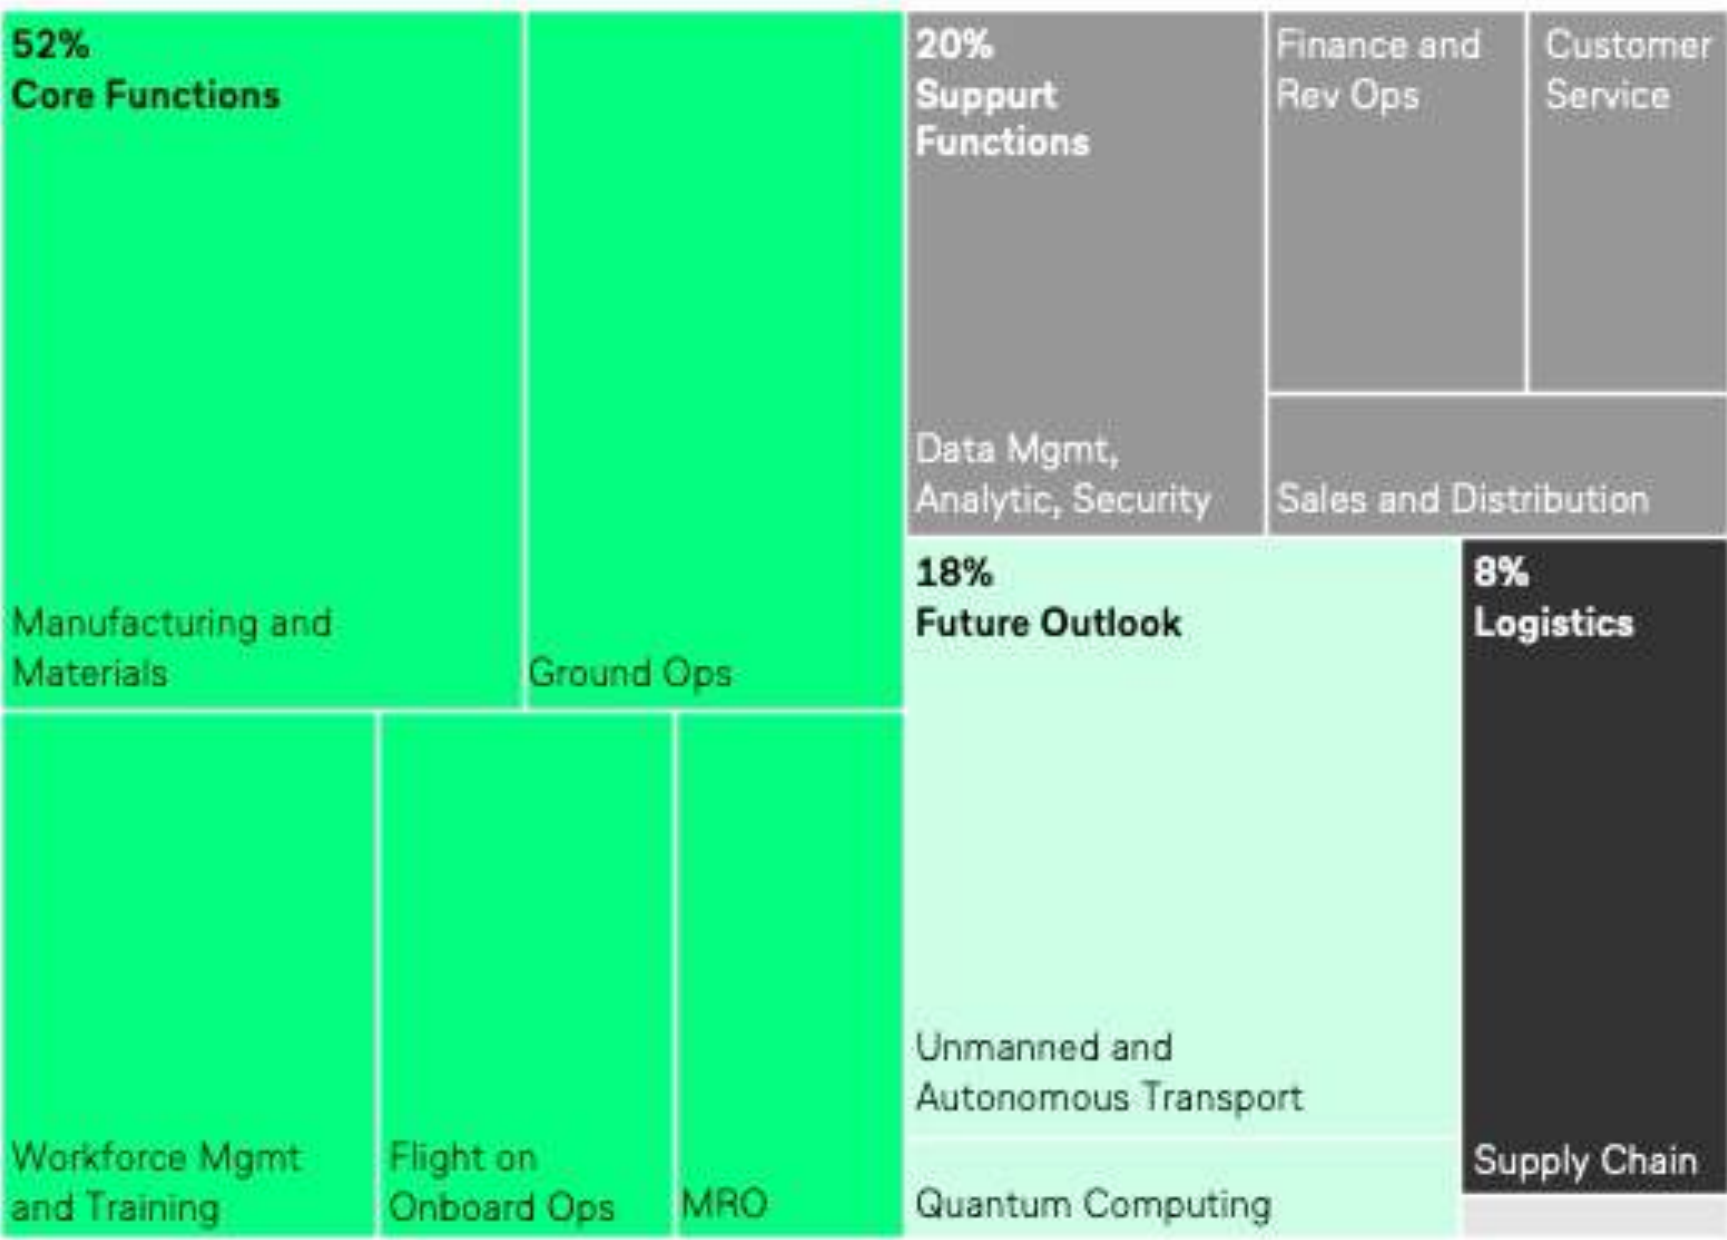 52%
Core Functions
Manufacturing and
Materials
Ground Ops
Workforce Mgmt
and Training
Flight on
Onboard Ops
MRO
20%
Suppurt
Functions
Data Mgmt,
Analytic, Security
Finance and
Rev Ops
Customer
Service
Sales and Distribution
18%
Future Outlook
Unmanned and
Autonomous Transport
Quantum Computing
8%
Logistics
Supply Chain